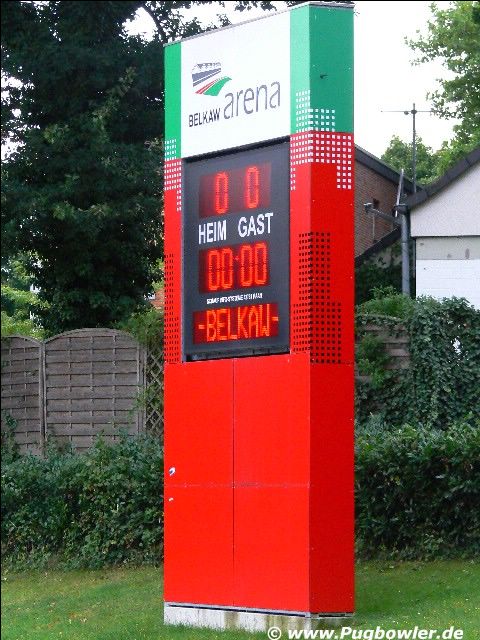 BELKAW arena
0 0
HEIM GAST
00:00
-BELKAW-
© www.Pugbowler.de